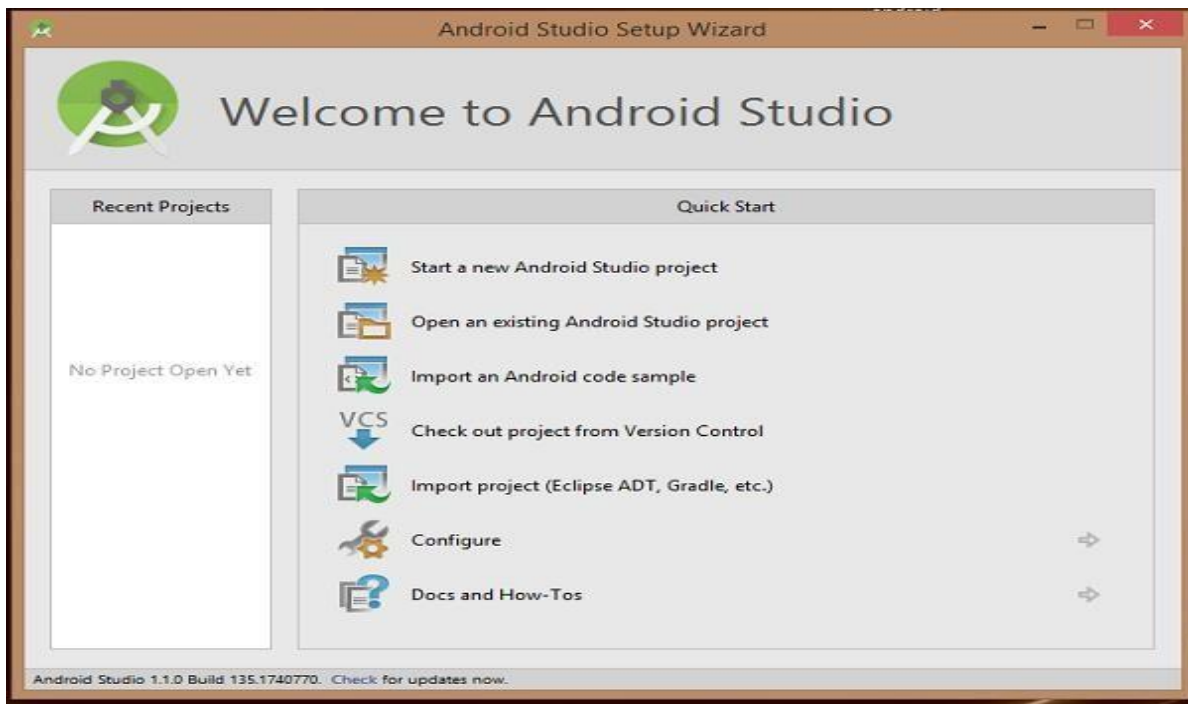 Android Studio Setup Wizard
Welcome to Android Studio
Recent Projects
No Project Open Yet
Quick Start
Start a new Android Studio project
Open an existing Android Studio project
Import an Android code sample
VCS
Check out project from Version Control
Import project (Eclipse ADT, Gradle, etc.)
Configure
Docs and How-Tos
Android Studio 1.1.0 Build 135.1740770. Check for updates now.